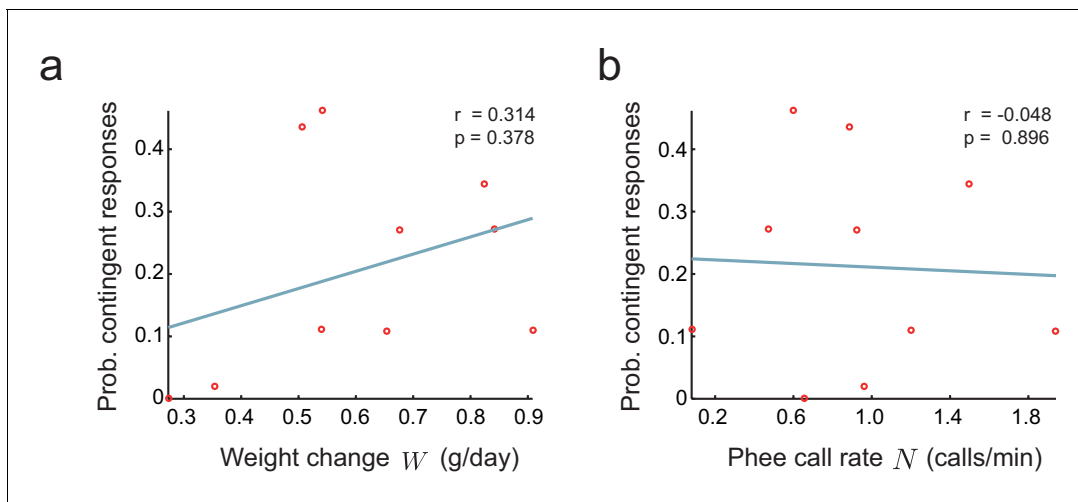 a
r = 0.314
p = 0.378
Prob. contingent responses
0.4
0.3
0.2
0.1
0
0.3 0.4 0.5 0.6 0.7 0.8 0.9
Weight change W (g/day)
b
r = -0.048
p = 0.896
Prob. contingent responses
0.4
0.3
0.2
0.1
0
0.2 0.6 1.0 1.4 1.8
Phee call rate N (calls/min)